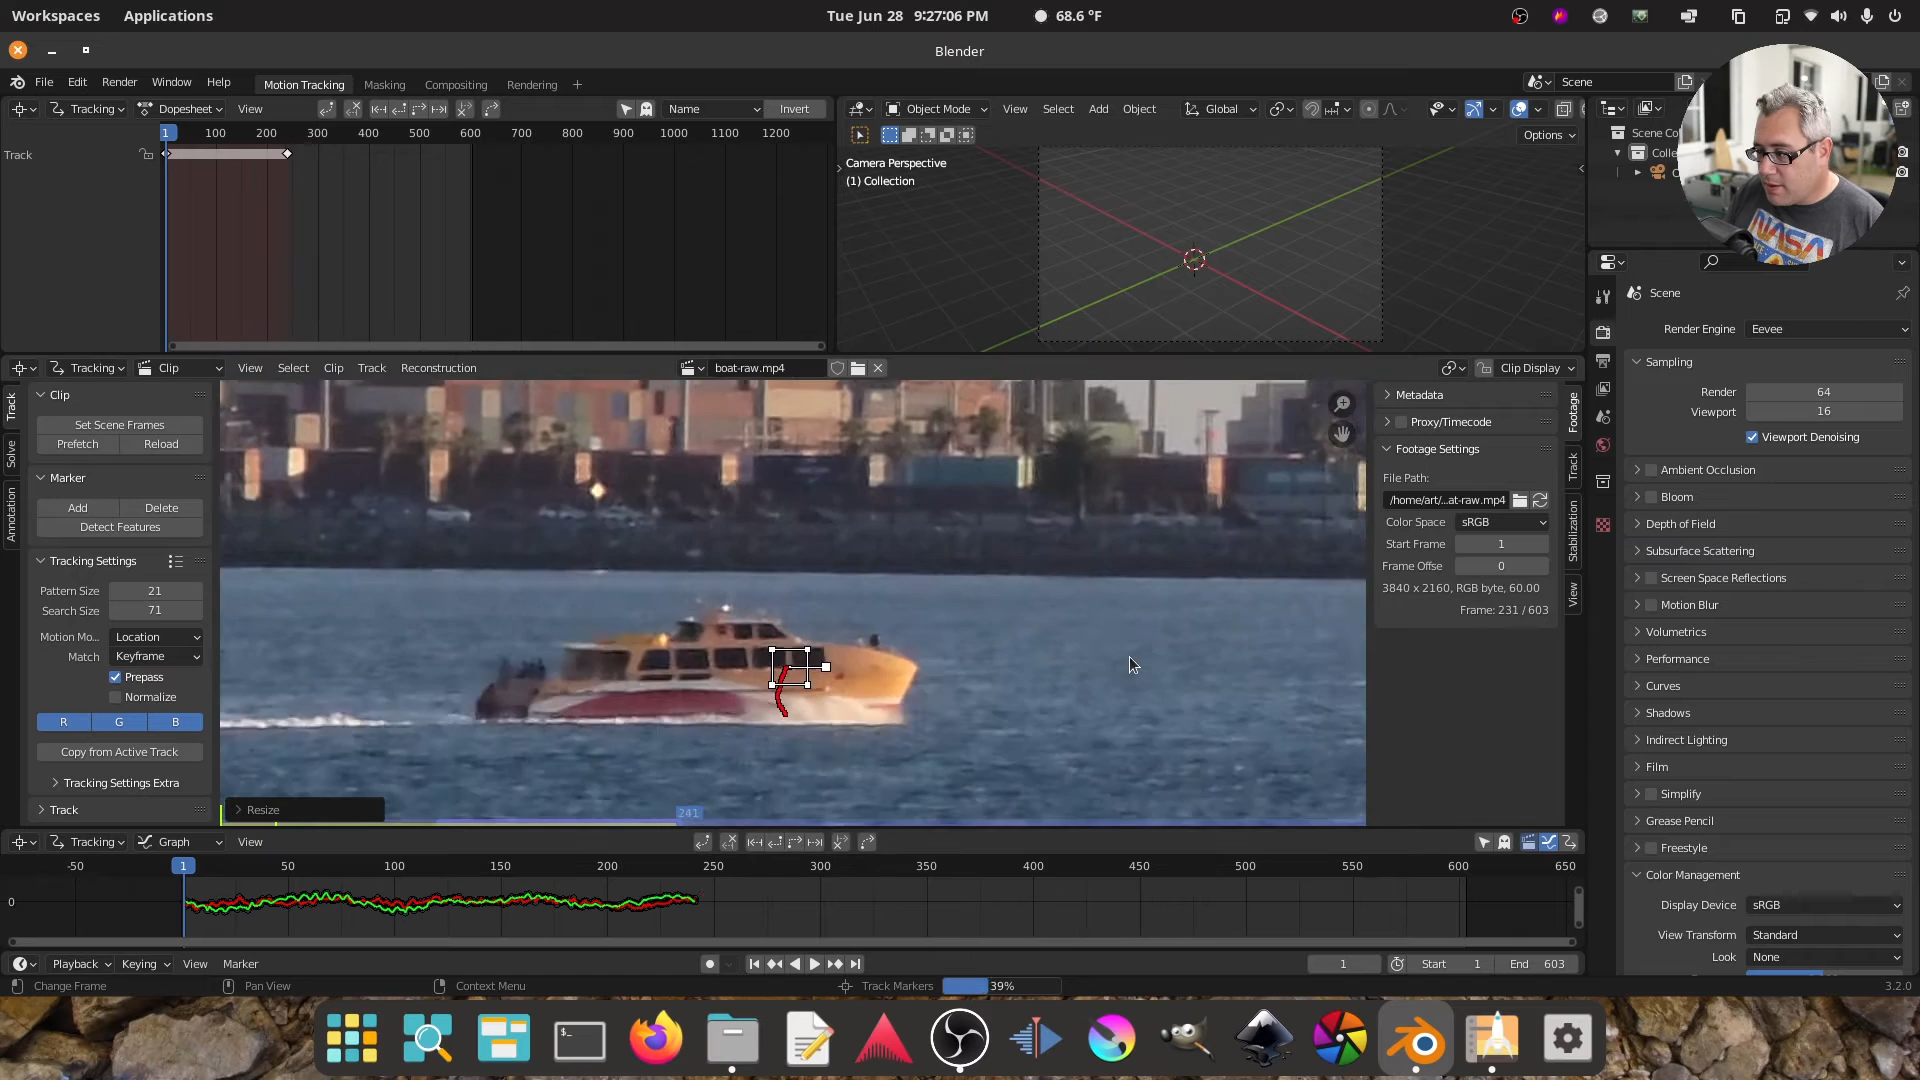 Workspaces Applications Tue Jun 28 9:27:06 PM 68.6 °F
Blender
File Edit Render Window Help Motion Tracking Masking Compositing Rendering + Scene
Tracking Dopesheet View Name Invert
1 100 200 300 400 500 600 700 800 900 1000 1100 1200
Track
Object Mode View Select Add Object Global
Options
Camera Perspective
(1) Collection
Scene Co
Colle
Tracking Clip View Select Clip Track Reconstruction boat-raw.mp4 Clip Display
Track
Solve
Annotation
Clip
Set Scene Frames
Prefetch Reload
Marker
Add Delete
Detect Features
Tracking Settings
Pattern Size 21
Search Size 71
Motion Mo... Location
Match Keyframe
Prepass
Normalize
R G B
Copy from Active Track
Tracking Settings Extra
Track
Resize
241
Metadata
Proxy/Timecode
Footage Settings
File Path:
/home/art/...at-raw.mp4
Color Space sRGB
Start Frame 1
Frame Offse 0
3840 x 2160, RGB byte, 60.00
Frame: 231 / 603
Footage
Track
Stabilization
View
Scene
Render Engine Eevee
Sampling
Render 64
Viewport 16
Viewport Denoising
Ambient Occlusion
Bloom
Depth of Field
Subsurface Scattering
Screen Space Reflections
Motion Blur
Volumetrics
Performance
Curves
Shadows
Indirect Lighting
Film
Simplify
Grease Pencil
Freestyle
Color Management
Display Device sRGB
View Transform Standard
Look None
Tracking Graph View
-50 1 50 100 150 200 250 300 350 400 450 500 550 600 650
0
Playback Keying View Marker 1 Start 1 End 603
Change Frame Pan View Context Menu Track Markers 39% 3.2.0
NASA